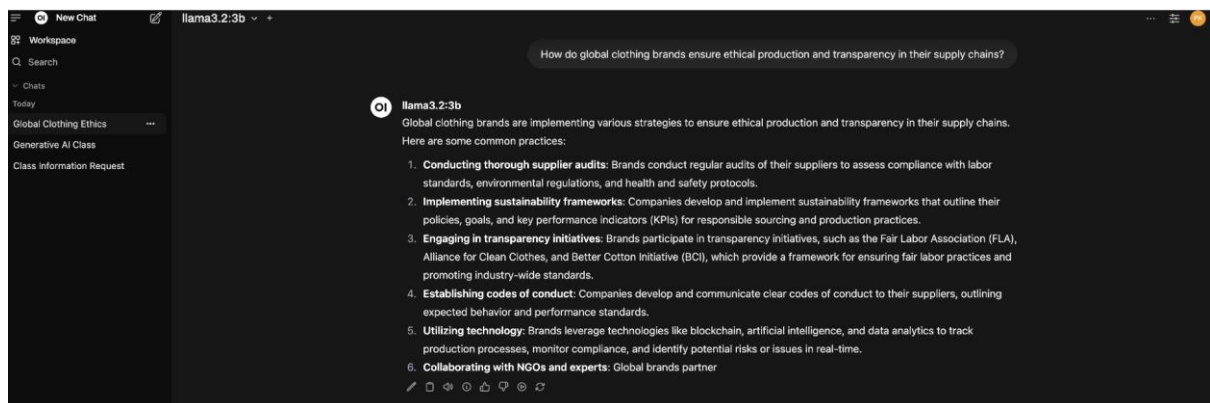 New Chat
llama3.2:3b
Workspace
Search
Chats
Today
Global Clothing Ethics
Generative AI Class
Class Information Request
How do global clothing brands ensure ethical production and transparency in their supply chains?
OI
llama3.2:3b
Global clothing brands are implementing various strategies to ensure ethical production and transparency in their supply chains.
Here are some common practices:
1. Conducting thorough supplier audits: Brands conduct regular audits of their suppliers to assess compliance with labor
standards, environmental regulations, and health and safety protocols.
2. Implementing sustainability frameworks: Companies develop and implement sustainability frameworks that outline their
policies, goals, and key performance indicators (KPIs) for responsible sourcing and production practices.
3. Engaging in transparency initiatives: Brands participate in transparency initiatives, such as the Fair Labor Association (FLA),
Alliance for Clean Clothes, and Better Cotton Initiative (BCI), which provide a framework for ensuring fair labor practices and
promoting industry-wide standards.
4. Establishing codes of conduct: Companies develop and communicate clear codes of conduct to their suppliers, outlining
expected behavior and performance standards.
5. Utilizing technology: Brands leverage technologies like blockchain, artificial intelligence, and data analytics to track
production processes, monitor compliance, and identify potential risks or issues in real-time.
6. Collaborating with NGOs and experts: Global brands partner